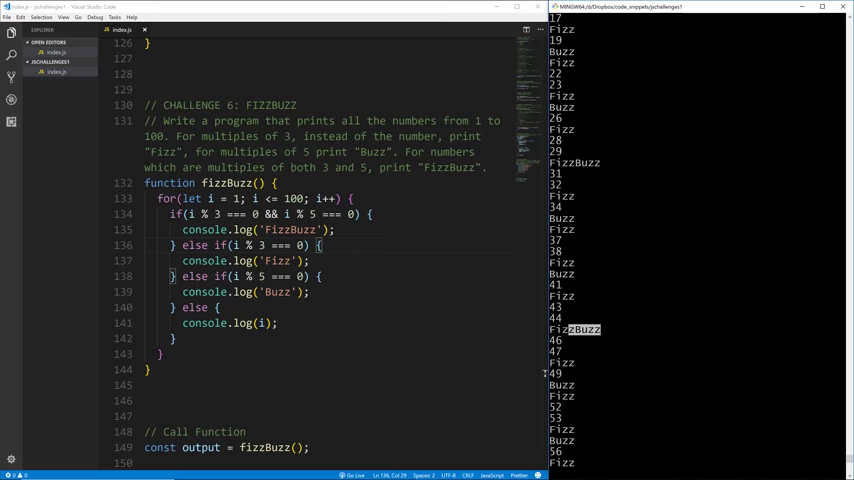 index.js - jschallenges1 - Visual Studio Code
File Edit Selection View Go Debug Tasks Help
EXPLORER
OPEN EDITORS
index.js
JSCHALLENGES1
index.js
index.js
126 }
127
128
129
130 // CHALLENGE 6: FIZZBUZZ
131 // Write a program that prints all the numbers from 1 to
100. For multiples of 3, instead of the number, print
"Fizz", for multiples of 5 print "Buzz". For numbers
which are multiples of both 3 and 5, print "FizzBuzz".
132 function fizzBuzz() {
133 for(let i = 1; i <= 100; i++) {
134 if(i % 3 === 0 && i % 5 === 0) {
135 console.log('FizzBuzz');
136 } else if(i % 3 === 0) {
137 console.log('Fizz');
138 } else if(i % 5 === 0) {
139 console.log('Buzz');
140 } else {
141 console.log(i);
142 }
143 }
144 }
145
146
147
148 // Call Function
149 const output = fizzBuzz();
150
0 0
Go Live Ln 136, Col 29 Spaces: 2 UTF-8 CRLF JavaScript Prettier
MINGW64:/d/Dropbox/code_snippets/jschallenges1
17
Fizz
19
Buzz
Fizz
22
23
Fizz
Buzz
26
Fizz
28
29
FizzBuzz
31
32
Fizz
34
Buzz
Fizz
37
38
Fizz
Buzz
41
Fizz
43
44
FizzBuzz
46
47
Fizz
49
Buzz
Fizz
52
53
Fizz
Buzz
56
Fizz